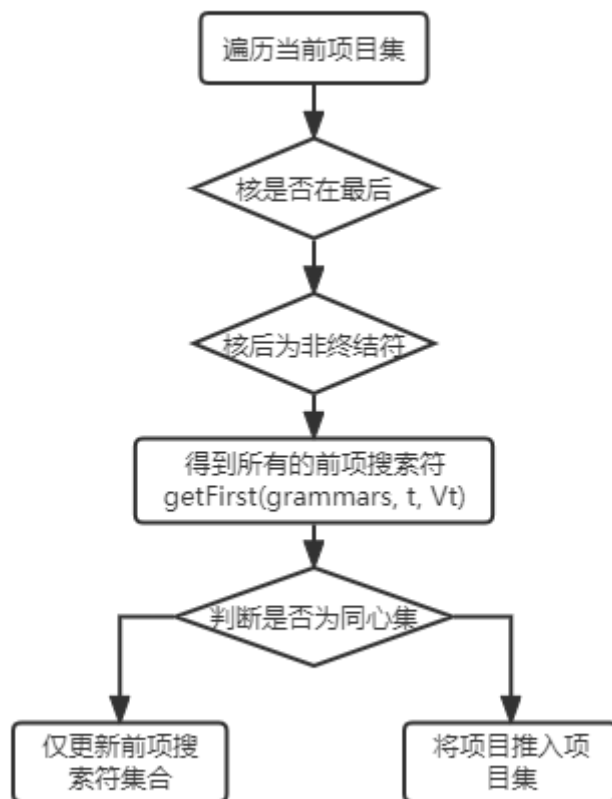 遍历当前项目集
核是否在最后
核后为非终结符
得到所有的前项搜索符
getFirst(grammars, t, Vt)
判断是否为同心集
仅更新前项搜
索符集合
将项目推入项
目集